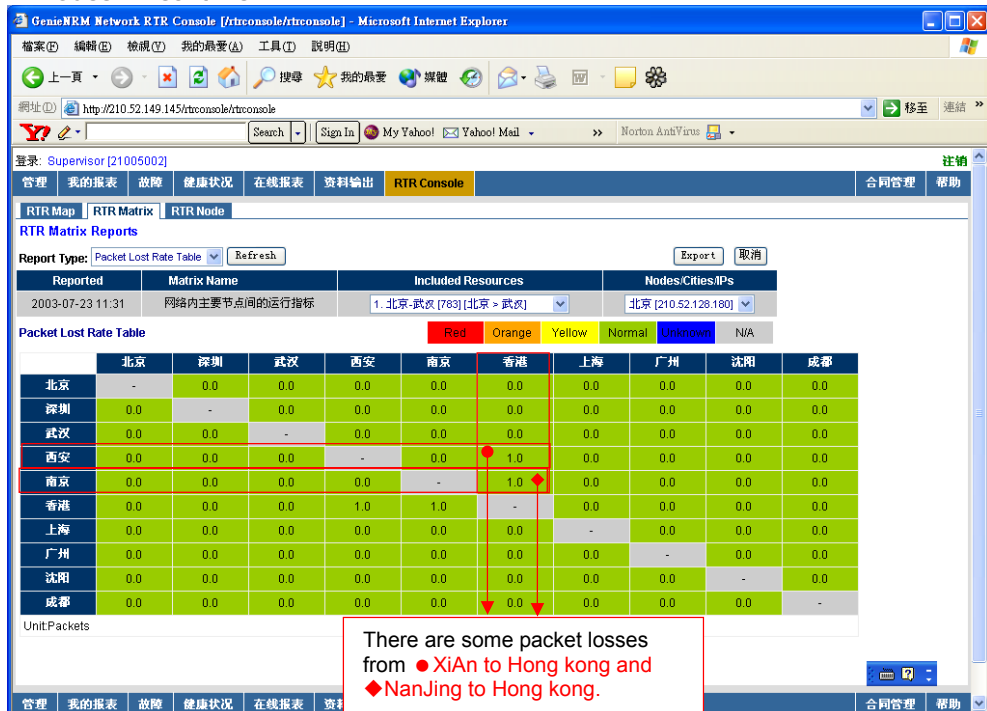 GenieNRM Network RTR Console [/rtrconsole/rtrconsole] - Microsoft Internet Explorer
檔案(F) 編輯(E) 檢視(V) 我的最愛(A) 工具(I) 說明(H)
上一頁 搜尋 我的最愛 媒體
網址(D) http://210.52.149.145/rtrconsole/rtrconsole 移至 連結 »
Y? Search Sign In My Yahoo! Yahoo! Mail » Norton AntiVirus
登录: Supervisor [21005002] 注销
管理 我的报表 故障 健康状况 在线报表 资料输出 RTR Console 合同管理 帮助
RTR Map RTR Matrix RTR Node
RTR Matrix Reports
Report Type: Packet Lost Rate Table Refresh Export 取消
Reported Matrix Name Included Resources Nodes/Cities/IPs
2003-07-23 11:31 网络内主要节点间的运行指标 1. 北京-武汉 [783] [北京 > 武汉] 北京 [210.52.128.180]
Packet Lost Rate Table Red Orange Yellow Normal Unknown N/A
北京 深圳 武汉 西安 南京 香港 上海 广州 沈阳 成都
北京 - 0.0 0.0 0.0 0.0 0.0 0.0 0.0 0.0 0.0
深圳 0.0 - 0.0 0.0 0.0 0.0 0.0 0.0 0.0 0.0
武汉 0.0 0.0 - 0.0 0.0 0.0 0.0 0.0 0.0 0.0
西安 0.0 0.0 0.0 - 0.0 1.0 0.0 0.0 0.0 0.0
南京 0.0 0.0 0.0 0.0 - 1.0 0.0 0.0 0.0 0.0
香港 0.0 0.0 0.0 1.0 1.0 - 0.0 0.0 0.0 0.0
上海 0.0 0.0 0.0 0.0 0.0 0.0 - 0.0 0.0 0.0
广州 0.0 0.0 0.0 0.0 0.0 0.0 0.0 - 0.0 0.0
沈阳 0.0 0.0 0.0 0.0 0.0 0.0 0.0 0.0 - 0.0
成都 0.0 0.0 0.0 0.0 0.0 0.0 0.0 0.0 0.0 -
Unit:Packets
There are some packet losses
from ●XiAn to Hong kong and
◆NanJing to Hong kong.
管理 我的报表 故障 健康状况 在线报表 合同管理 帮助